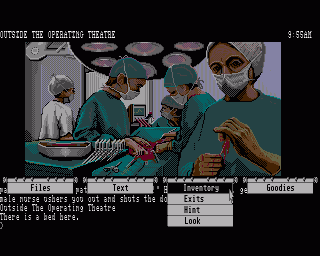 OUTSIDE THE OPERATING THEATRE 9:55AM
Files Text Inventory Goodies
Exits
Hint
Look
male nurse ushers you out and shuts the do
Outside The Operating Theatre
There is a bed here.
)